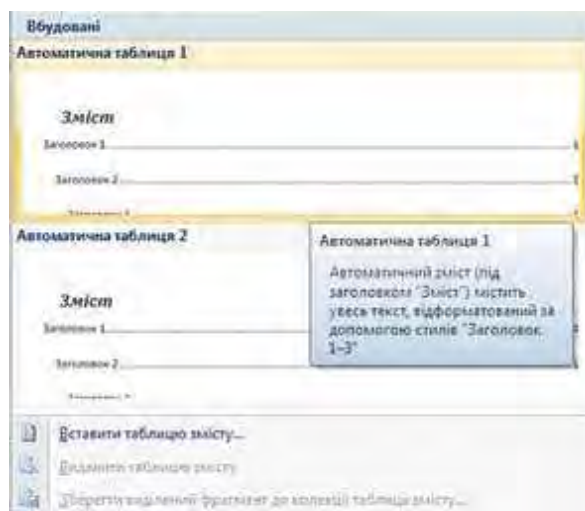 Вбудовані
Автоматична таблиця 1
Зміст
Заголовок 1
1
Заголовок 2
Автоматична таблиця 2
Зміст
Заголовок 1
Заголовок 2
Автоматична таблиця 1
Автоматичний зміст (під
заголовком "Зміст") містить
увесь текст, відформатований за
допомогою стилів "Заголовок
1–3"
Вставити таблицю змісту...
Видалити таблицю змісту
Зберегти виділений фрагмент до колекції таблиць змісту...